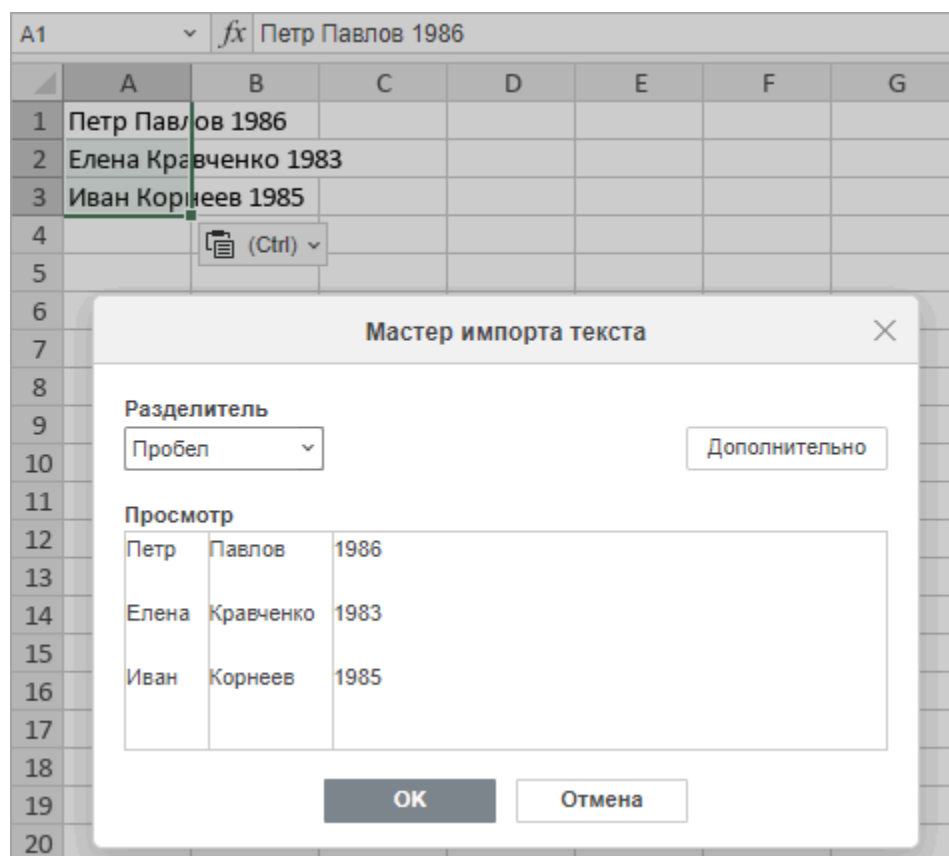 A1 fx Петр Павлов 1986
A B C D E F G
1 Петр Павлов 1986
2 Елена Кравченко 1983
3 Иван Корнеев 1985
4 (Ctrl)
5
6
Мастер импорта текста
7
8
Разделитель
9
Пробел Дополнительно
10
11
Просмотр
12
Петр Павлов 1986
13
14 Елена Кравченко 1983
15
Иван Корнеев 1985
16
17
18
OK Отмена
19
20